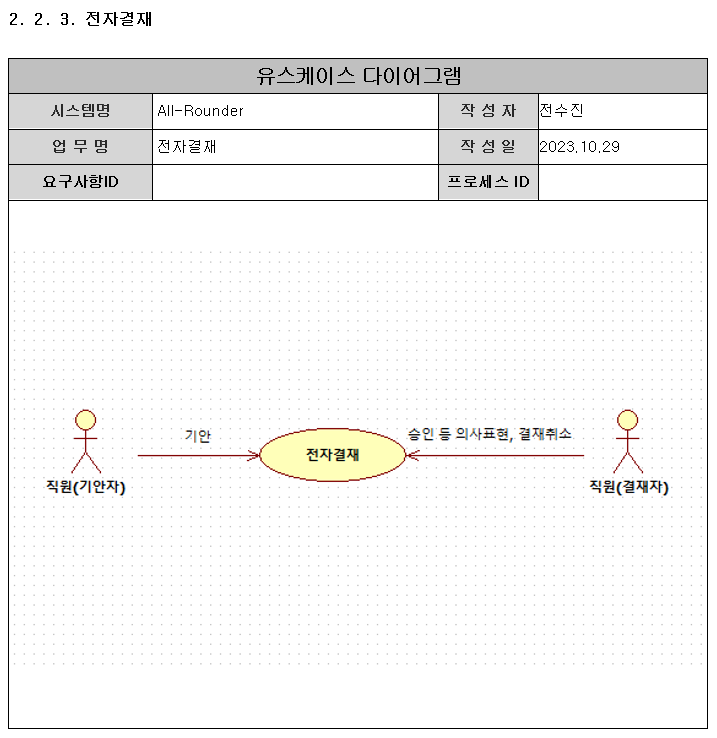 2. 2. 3. 전자결재
유스케이스 다이어그램
시스템명 All-Rounder 작 성 자 전수진
업 무 명 전자결재 작 성 일 2023.10.29
요구사항ID 프로세스 ID
기안 승인 등 의사표현, 결재취소
전자결재
직원(기안자) 직원(결재자)